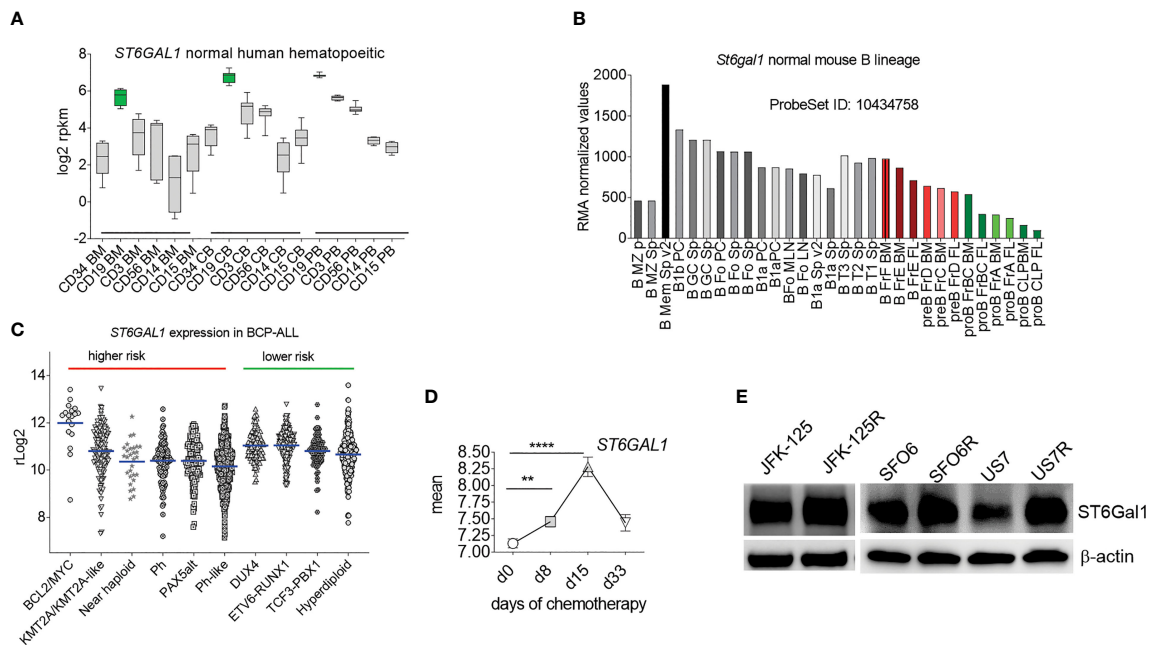 A
ST6GAL1 normal human hematopoeitic
log2 rpkm
8
6
4
2
0
-2
CD34 BM
CD19 BM
CD3 BM
CD56 BM
CD14 BM
CD15 BM
CD34 CB
CD19 CB
CD3 CB
CD56 CB
CD14 CB
CD15 CB
CD19 PB
CD3 PB
CD56 PB
CD14 PB
CD15 PB
B
St6gal1 normal mouse B lineage
ProbeSet ID: 10434758
RMA normalized values
2000
1500
1000
500
0
B MZ Sp
B MZ Sp
B Mem Sp v2
B1b PC
B GC Sp
B GC Sp
B Fo PC
B Fo Sp
B Fo Sp
B1a PC
B1aPC
BFo MLN
B Fo LN
B1a Sp v2
B1a Sp
B T3 Sp
B T2 Sp
B T1 Sp
B FrF BM
B FrE BM
B FrE FL
preB FrD BM
preB FrC BM
preB FrD FL
proB FrBC BM
proB FrBC FL
proB FrA BM
proB FrA FL
proB CLPBM
proB CLP FL
C
ST6GAL1 expression in BCP-ALL
higher risk
lower risk
rLog2
14
12
10
8
BCL2/MYC
KMT2A/KMT2A-like
Near haploid
Ph
PAX5alt
Ph-like
DUX4
ETV6-RUNX1
TCF3-PBX1
Hyperdiploid
D
ST6GAL1
****
**
mean
8.50
8.25
8.00
7.75
7.50
7.25
7.00
d0
d8
d15
d33
days of chemotherapy
E
JFK-125
JFK-125R
SFO6
SFO6R
US7
US7R
ST6Gal1
β-actin